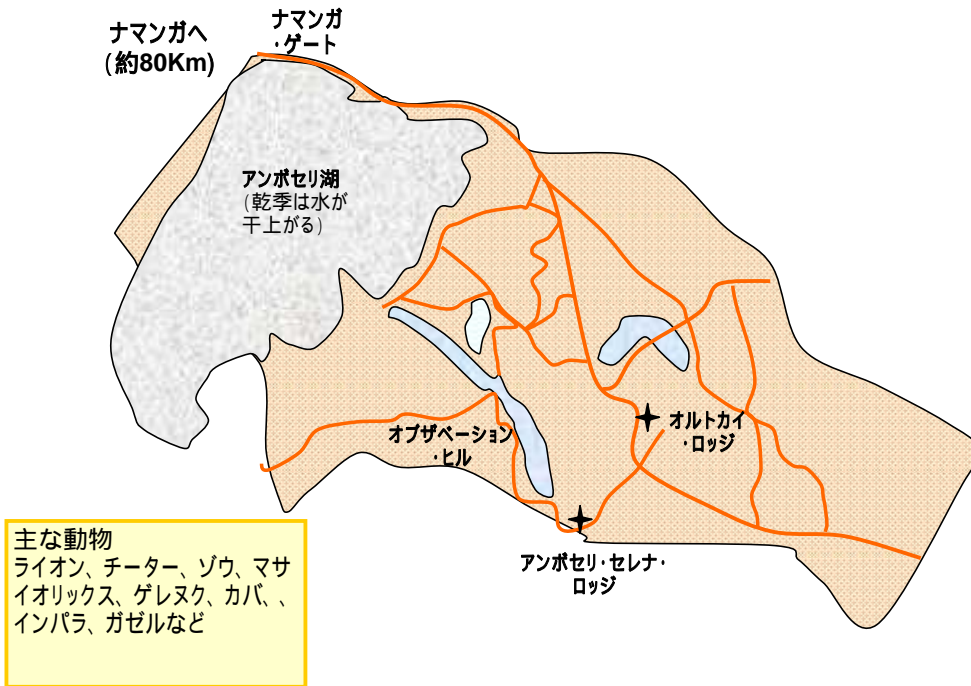 ナマンガへ
(約80Km)
ナマンガ
・ゲート
アンボセリ湖
(乾季は水が
干上がる)
オブザベーション
・ヒル
オルトカイ
・ロッジ
アンボセリ・セレナ・
ロッジ
主な動物
ライオン、チーター、ゾウ、マサ
イオリックス、ゲレヌク、カバ、、
インパラ、ガゼルなど